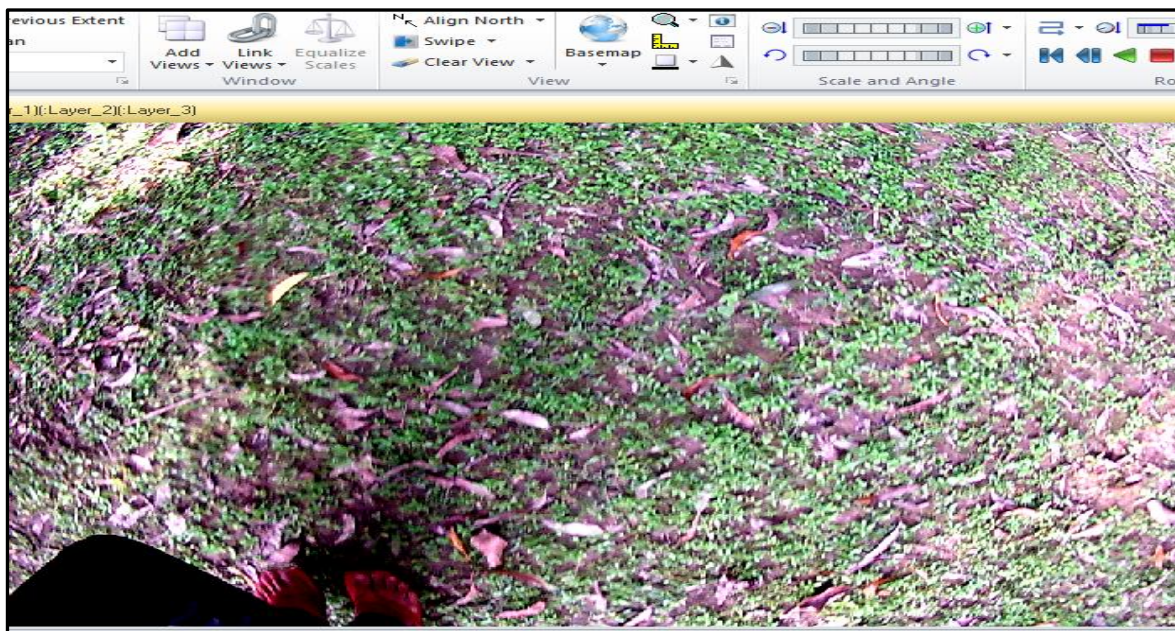 evious Extent
an
Add Views
Link Views
Equalize Scales
Window
Align North
Swipe
Clear View
Basemap
View
Scale and Angle
Ro
r_1)(:Layer_2)(:Layer_3)